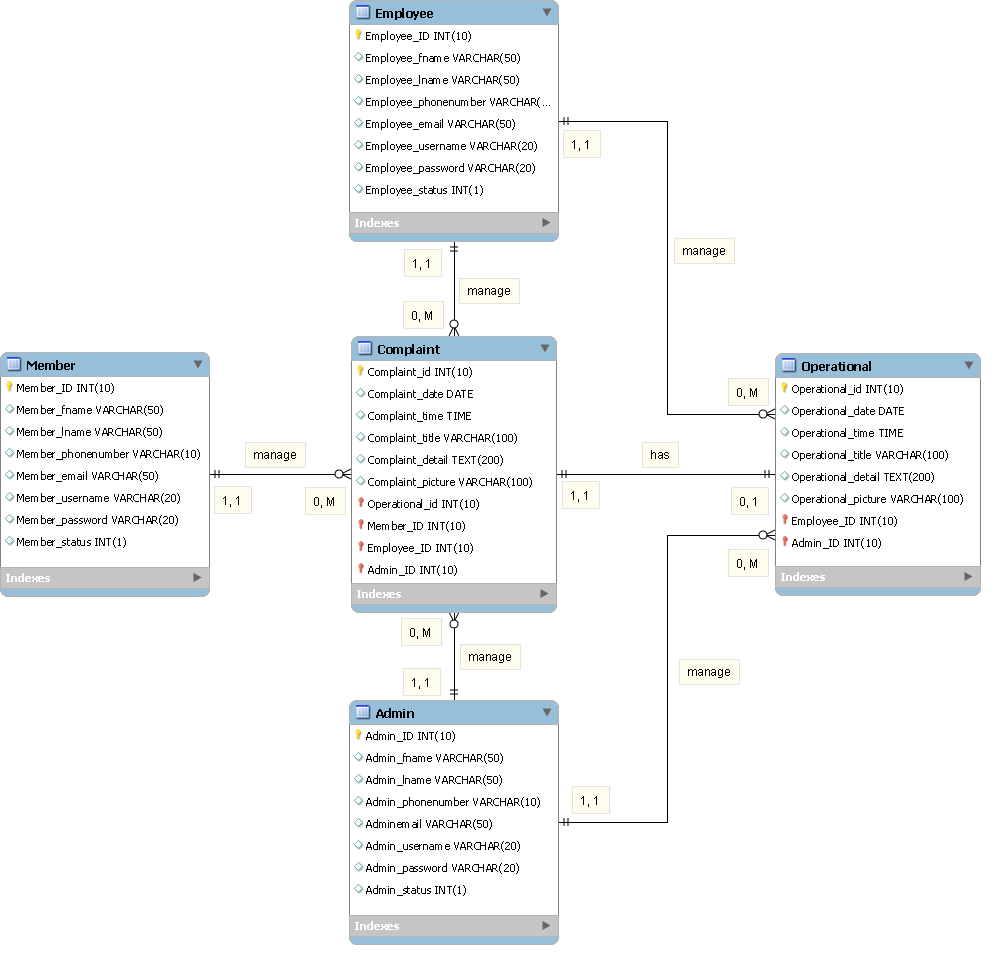 Employee
Employee_ID INT(10)
Employee_fname VARCHAR(50)
Employee_lname VARCHAR(50)
Employee_phonenumber VARCHAR(...
Employee_email VARCHAR(50)
Employee_username VARCHAR(20)
Employee_password VARCHAR(20)
Employee_status INT(1)
Indexes
1, 1
manage
1, 1
manage
0, M
Member
Member_ID INT(10)
Member_fname VARCHAR(50)
Member_lname VARCHAR(50)
Member_phonenumber VARCHAR(10)
Member_email VARCHAR(50)
Member_username VARCHAR(20)
Member_password VARCHAR(20)
Member_status INT(1)
Indexes
manage
1, 1
0, M
Complaint
Complaint_id INT(10)
Complaint_date DATE
Complaint_time TIME
Complaint_title VARCHAR(100)
Complaint_detail TEXT(200)
Complaint_picture VARCHAR(100)
Operational_id INT(10)
Member_ID INT(10)
Employee_ID INT(10)
Admin_ID INT(10)
Indexes
has
1, 1
0, M
0, 1
0, M
Operational
Operational_id INT(10)
Operational_date DATE
Operational_time TIME
Operational_title VARCHAR(100)
Operational_detail TEXT(200)
Operational_picture VARCHAR(100)
Employee_ID INT(10)
Admin_ID INT(10)
Indexes
0, M
manage
1, 1
manage
Admin
Admin_ID INT(10)
Admin_fname VARCHAR(50)
Admin_lname VARCHAR(50)
Admin_phonenumber VARCHAR(10)
Adminemail VARCHAR(50)
Admin_username VARCHAR(20)
Admin_password VARCHAR(20)
Admin_status INT(1)
Indexes
1, 1